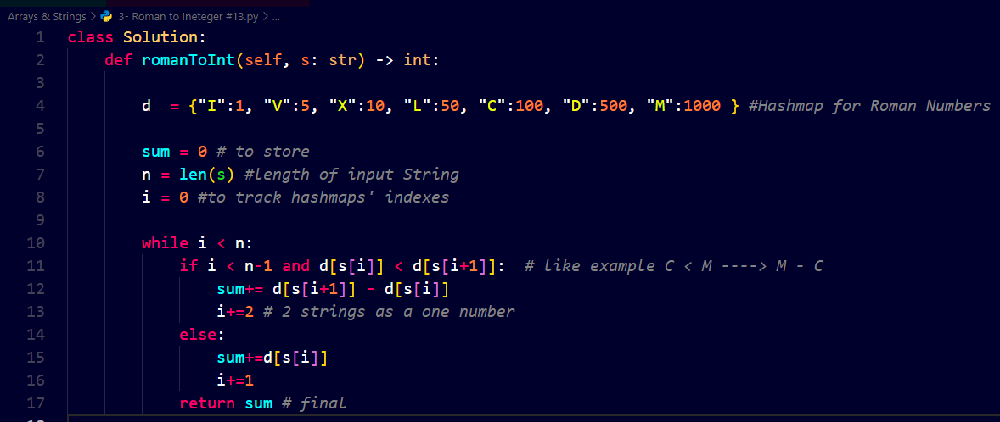 Arrays & Strings > 3- Roman to Ineteger #13.py > ...
1 class Solution:
2     def romanToInt(self, s: str) -> int:
3
4         d  = {"I":1, "V":5, "X":10, "L":50, "C":100, "D":500, "M":1000 } #Hashmap for Roman Numbers
5
6         sum = 0 # to store
7         n = len(s) #length of input String
8         i = 0 #to track hashmaps' indexes
9
10         while i < n:
11             if i < n-1 and d[s[i]] < d[s[i+1]]:  # like example C < M ----> M - C
12                 sum+= d[s[i+1]] - d[s[i]]
13                 i+=2 # 2 strings as a one number
14             else:
15                 sum+=d[s[i]]
16                 i+=1
17             return sum # final